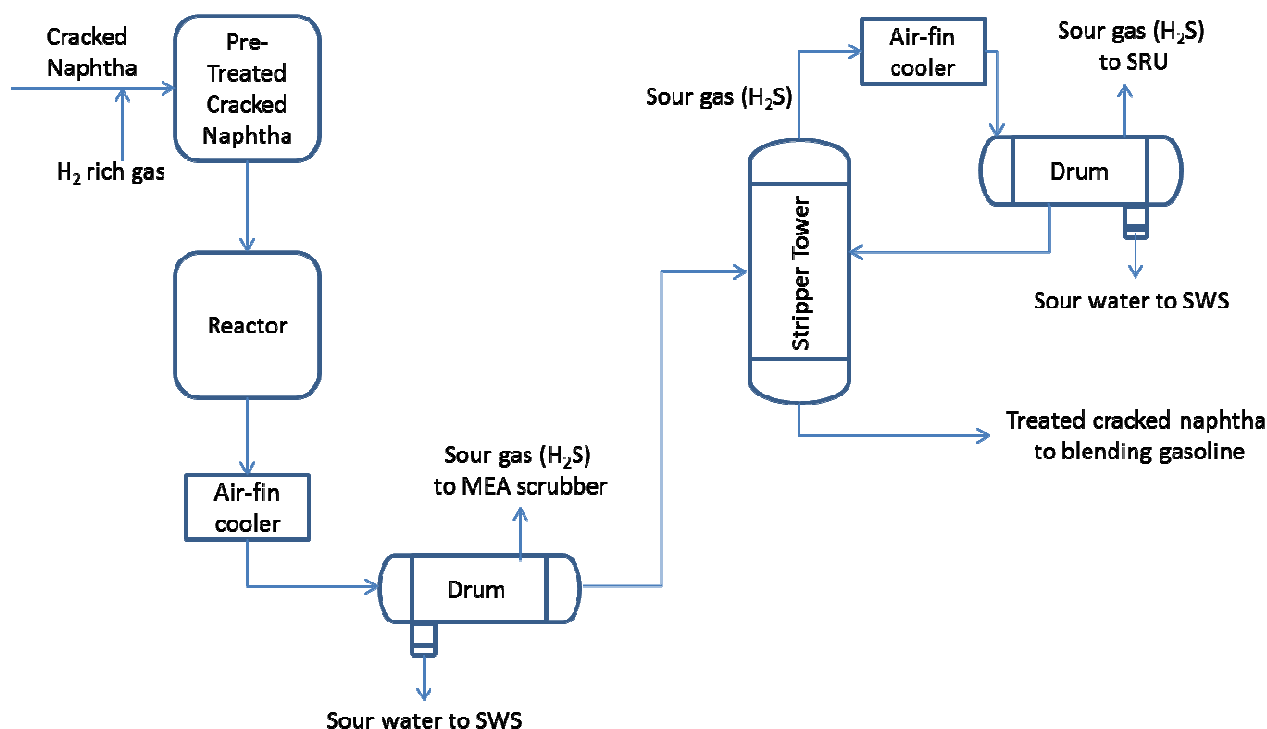 Cracked
Naphtha
H2 rich gas
Pre-
Treated
Cracked
Naphtha
Reactor
Air-fin
cooler
Sour gas (H2S)
to MEA scrubber
Drum
Sour water to SWS
Sour gas (H2S)
Stripper Tower
Air-fin
cooler
Sour gas (H2S)
to SRU
Drum
Sour water to SWS
Treated cracked naphtha
to blending gasoline